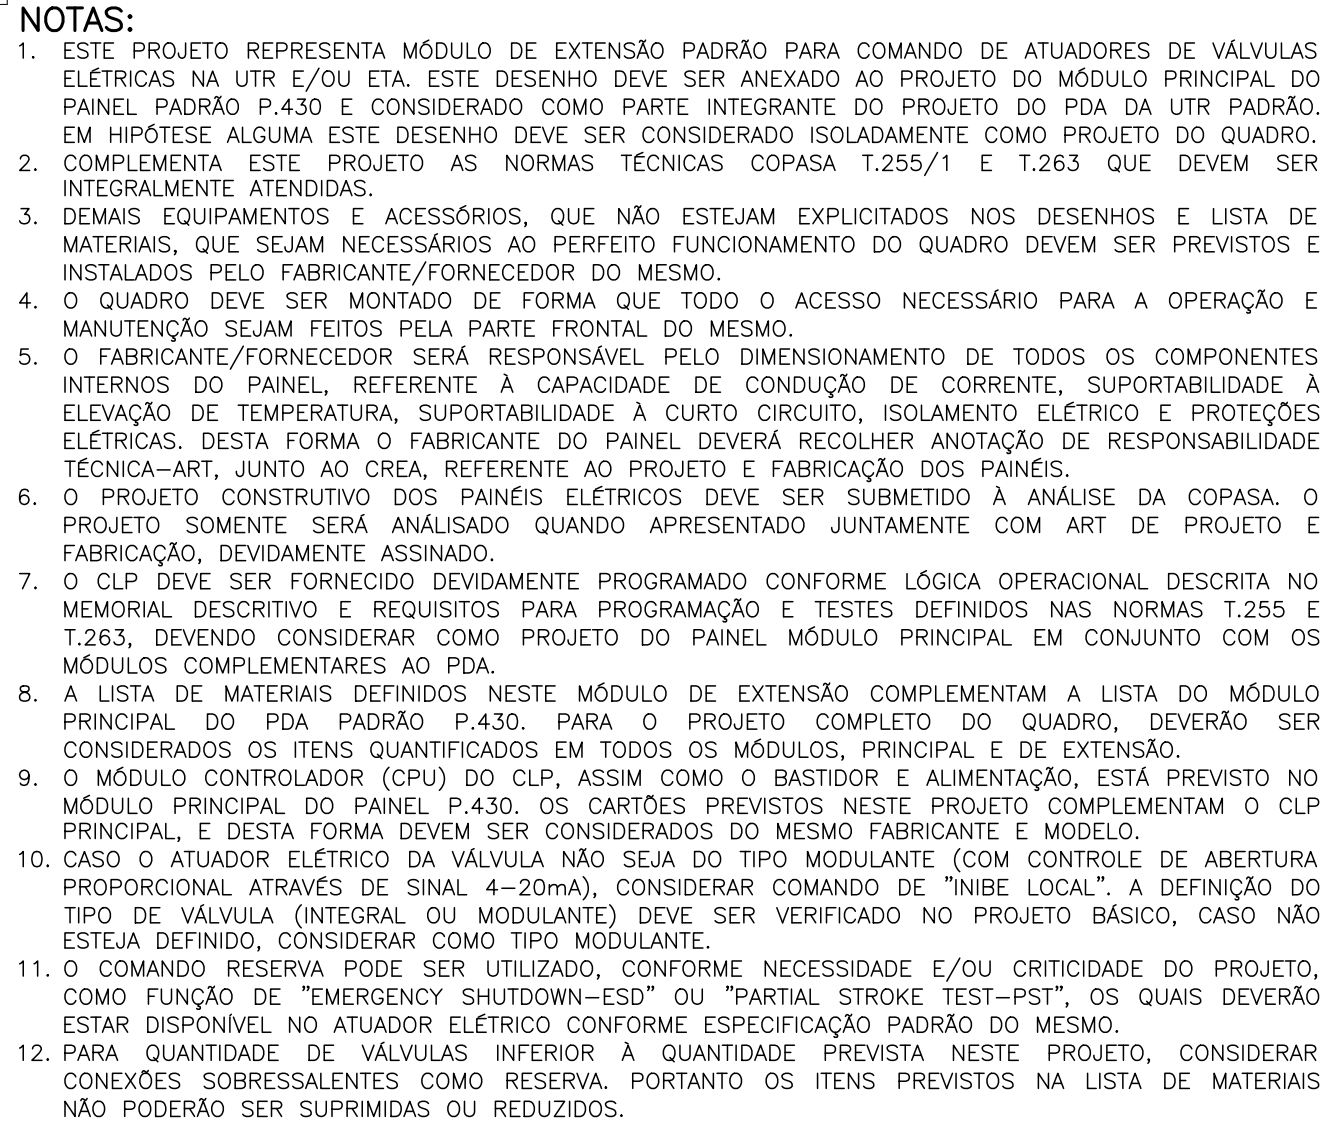 NOTAS:
1. ESTE PROJETO REPRESENTA MÓDULO DE EXTENSÃO PADRÃO PARA COMANDO DE ATUADORES DE VÁLVULAS
ELÉTRICAS NA UTR E/OU ETA. ESTE DESENHO DEVE SER ANEXADO AO PROJETO DO MÓDULO PRINCIPAL DO
PAINEL PADRÃO P.430 E CONSIDERADO COMO PARTE INTEGRANTE DO PROJETO DO PDA DA UTR PADRÃO.
EM HIPÓTESE ALGUMA ESTE DESENHO DEVE SER CONSIDERADO ISOLADAMENTE COMO PROJETO DO QUADRO.
2. COMPLEMENTA ESTE PROJETO AS NORMAS TÉCNICAS COPASA T.255/1 E T.263 QUE DEVEM SER
INTEGRALMENTE ATENDIDAS.
3. DEMAIS EQUIPAMENTOS E ACESSÓRIOS, QUE NÃO ESTEJAM EXPLICITADOS NOS DESENHOS E LISTA DE
MATERIAIS, QUE SEJAM NECESSÁRIOS AO PERFEITO FUNCIONAMENTO DO QUADRO DEVEM SER PREVISTOS E
INSTALADOS PELO FABRICANTE/FORNECEDOR DO MESMO.
4. O QUADRO DEVE SER MONTADO DE FORMA QUE TODO O ACESSO NECESSÁRIO PARA A OPERAÇÃO E
MANUTENÇÃO SEJAM FEITOS PELA PARTE FRONTAL DO MESMO.
5. O FABRICANTE/FORNECEDOR SERÁ RESPONSÁVEL PELO DIMENSIONAMENTO DE TODOS OS COMPONENTES
INTERNOS DO PAINEL, REFERENTE À CAPACIDADE DE CONDUÇÃO DE CORRENTE, SUPORTABILIDADE À
ELEVAÇÃO DE TEMPERATURA, SUPORTABILIDADE À CURTO CIRCUITO, ISOLAMENTO ELÉTRICO E PROTEÇÕES
ELÉTRICAS. DESTA FORMA O FABRICANTE DO PAINEL DEVERÁ RECOLHER ANOTAÇÃO DE RESPONSABILIDADE
TÉCNICA-ART, JUNTO AO CREA, REFERENTE AO PROJETO E FABRICAÇÃO DOS PAINÉIS.
6. O PROJETO CONSTRUTIVO DOS PAINÉIS ELÉTRICOS DEVE SER SUBMETIDO À ANÁLISE DA COPASA. O
PROJETO SOMENTE SERÁ ANÁLISADO QUANDO APRESENTADO JUNTAMENTE COM ART DE PROJETO E
FABRICAÇÃO, DEVIDAMENTE ASSINADO.
7. O CLP DEVE SER FORNECIDO DEVIDAMENTE PROGRAMADO CONFORME LÓGICA OPERACIONAL DESCRITA NO
MEMORIAL DESCRITIVO E REQUISITOS PARA PROGRAMAÇÃO E TESTES DEFINIDOS NAS NORMAS T.255 E
T.263, DEVENDO CONSIDERAR COMO PROJETO DO PAINEL MÓDULO PRINCIPAL EM CONJUNTO COM OS
MÓDULOS COMPLEMENTARES AO PDA.
8. A LISTA DE MATERIAIS DEFINIDOS NESTE MÓDULO DE EXTENSÃO COMPLEMENTAM A LISTA DO MÓDULO
PRINCIPAL DO PDA PADRÃO P.430. PARA O PROJETO COMPLETO DO QUADRO, DEVERÃO SER
CONSIDERADOS OS ITENS QUANTIFICADOS EM TODOS OS MÓDULOS, PRINCIPAL E DE EXTENSÃO.
9. O MÓDULO CONTROLADOR (CPU) DO CLP, ASSIM COMO O BASTIDOR E ALIMENTAÇÃO, ESTÁ PREVISTO NO
MÓDULO PRINCIPAL DO PAINEL P.430. OS CARTÕES PREVISTOS NESTE PROJETO COMPLEMENTAM O CLP
PRINCIPAL, E DESTA FORMA DEVEM SER CONSIDERADOS DO MESMO FABRICANTE E MODELO.
10. CASO O ATUADOR ELÉTRICO DA VÁLVULA NÃO SEJA DO TIPO MODULANTE (COM CONTROLE DE ABERTURA
PROPORCIONAL ATRAVÉS DE SINAL 4-20mA), CONSIDERAR COMANDO DE "INIBE LOCAL". A DEFINIÇÃO DO
TIPO DE VÁLVULA (INTEGRAL OU MODULANTE) DEVE SER VERIFICADO NO PROJETO BÁSICO, CASO NÃO
ESTEJA DEFINIDO, CONSIDERAR COMO TIPO MODULANTE.
11. O COMANDO RESERVA PODE SER UTILIZADO, CONFORME NECESSIDADE E/OU CRITICIDADE DO PROJETO,
COMO FUNÇÃO DE "EMERGENCY SHUTDOWN-ESD" OU "PARTIAL STROKE TEST-PST", OS QUAIS DEVERÃO
ESTAR DISPONÍVEL NO ATUADOR ELÉTRICO CONFORME ESPECIFICAÇÃO PADRÃO DO MESMO.
12. PARA QUANTIDADE DE VÁLVULAS INFERIOR À QUANTIDADE PREVISTA NESTE PROJETO, CONSIDERAR
CONEXÕES SOBRESSALENTES COMO RESERVA. PORTANTO OS ITENS PREVISTOS NA LISTA DE MATERIAIS
NÃO PODERÃO SER SUPRIMIDAS OU REDUZIDOS.